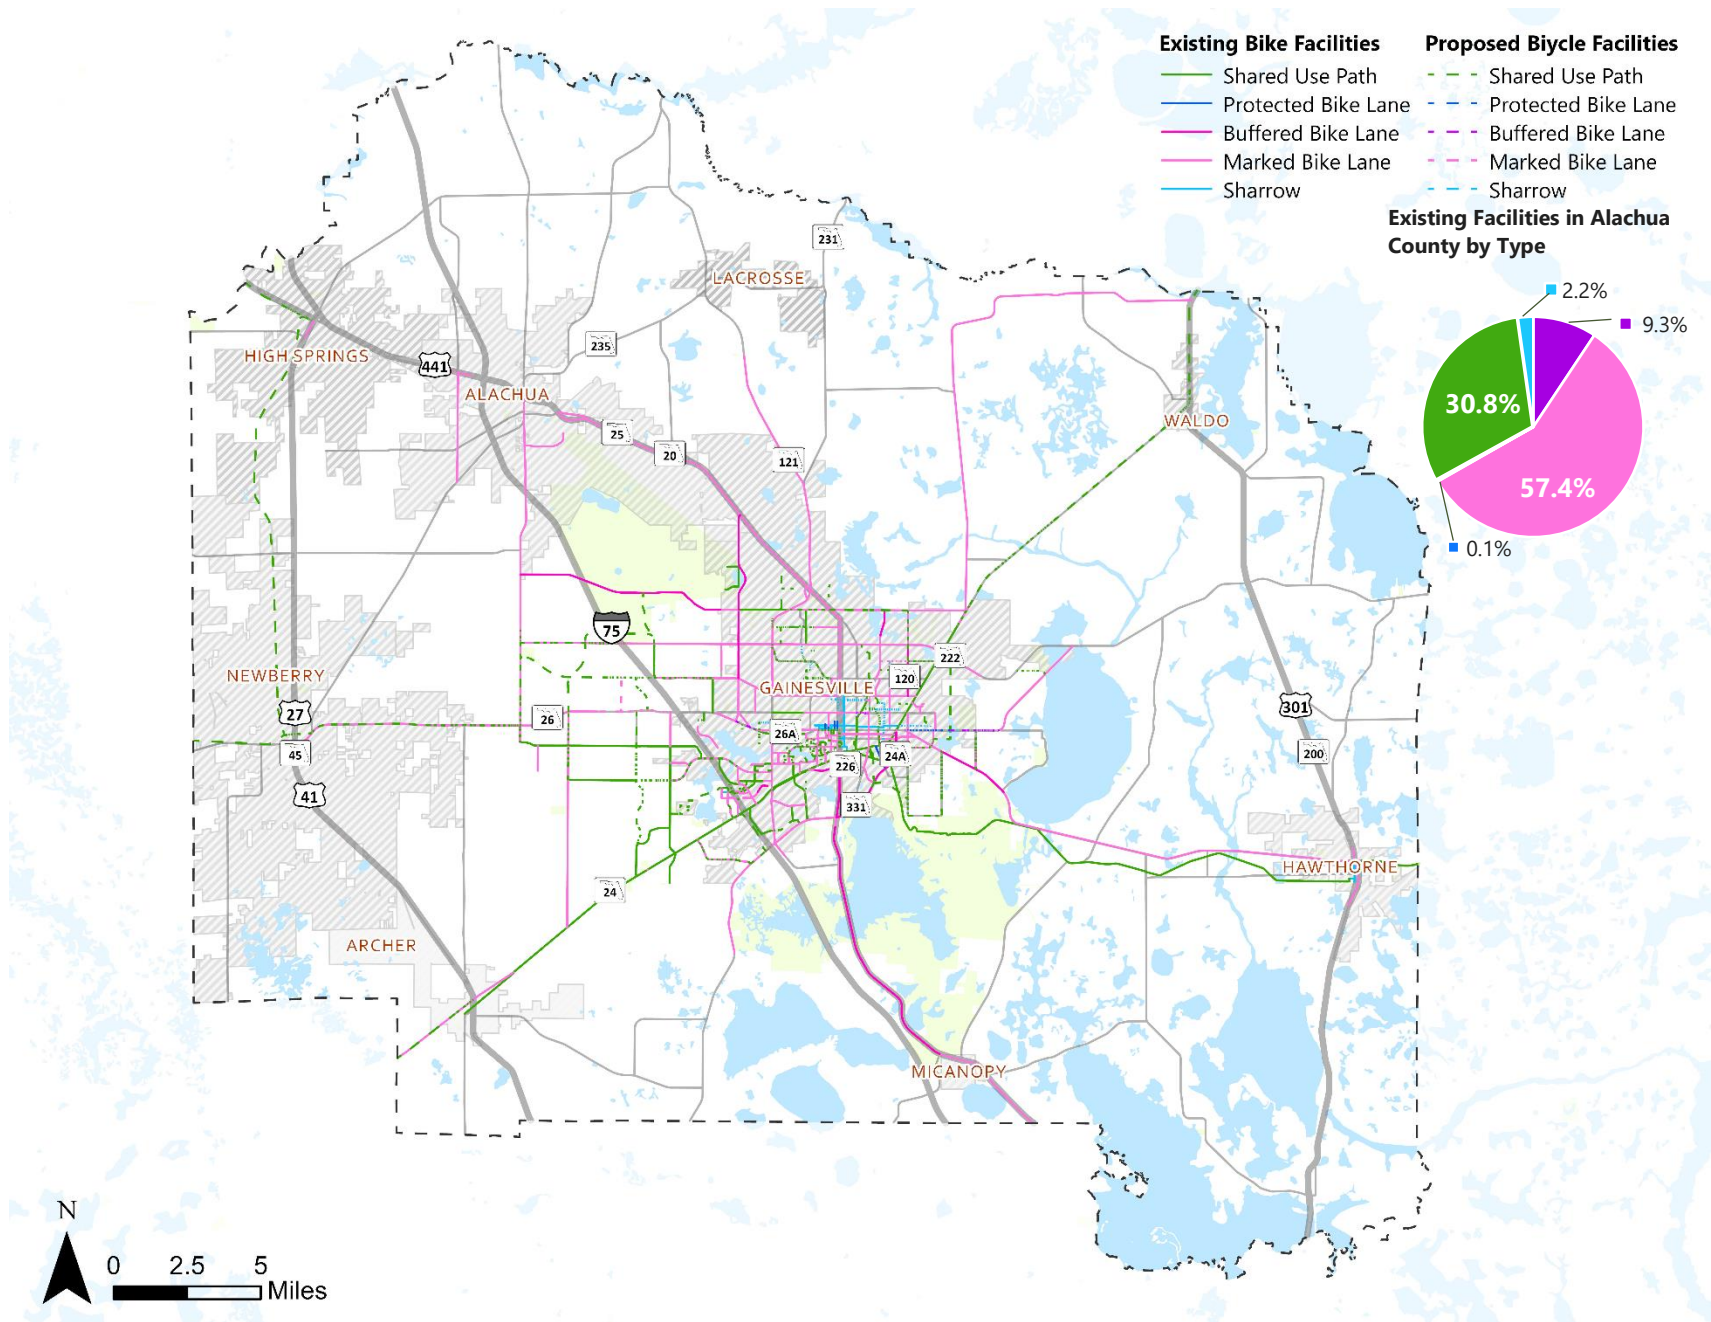 Existing Bike Facilities
Shared Use Path
Protected Bike Lane
Buffered Bike Lane
Marked Bike Lane
Sharrow
Proposed Biycle Facilities
Shared Use Path
Protected Bike Lane
Buffered Bike Lane
Marked Bike Lane
Sharrow
Existing Facilities in Alachua
County by Type
2.2%
9.3%
30.8%
57.4%
0.1%
231
LACROSSE
235
HIGH SPRINGS
441
ALACHUA
WALDO
25
20
121
75
222
NEWBERRY
120
GAINESVILLE
27
26
301
26A
45
24A
200
226
41
331
HAWTHORNE
24
ARCHER
MICANOPY
N
0 2.5 5
Miles